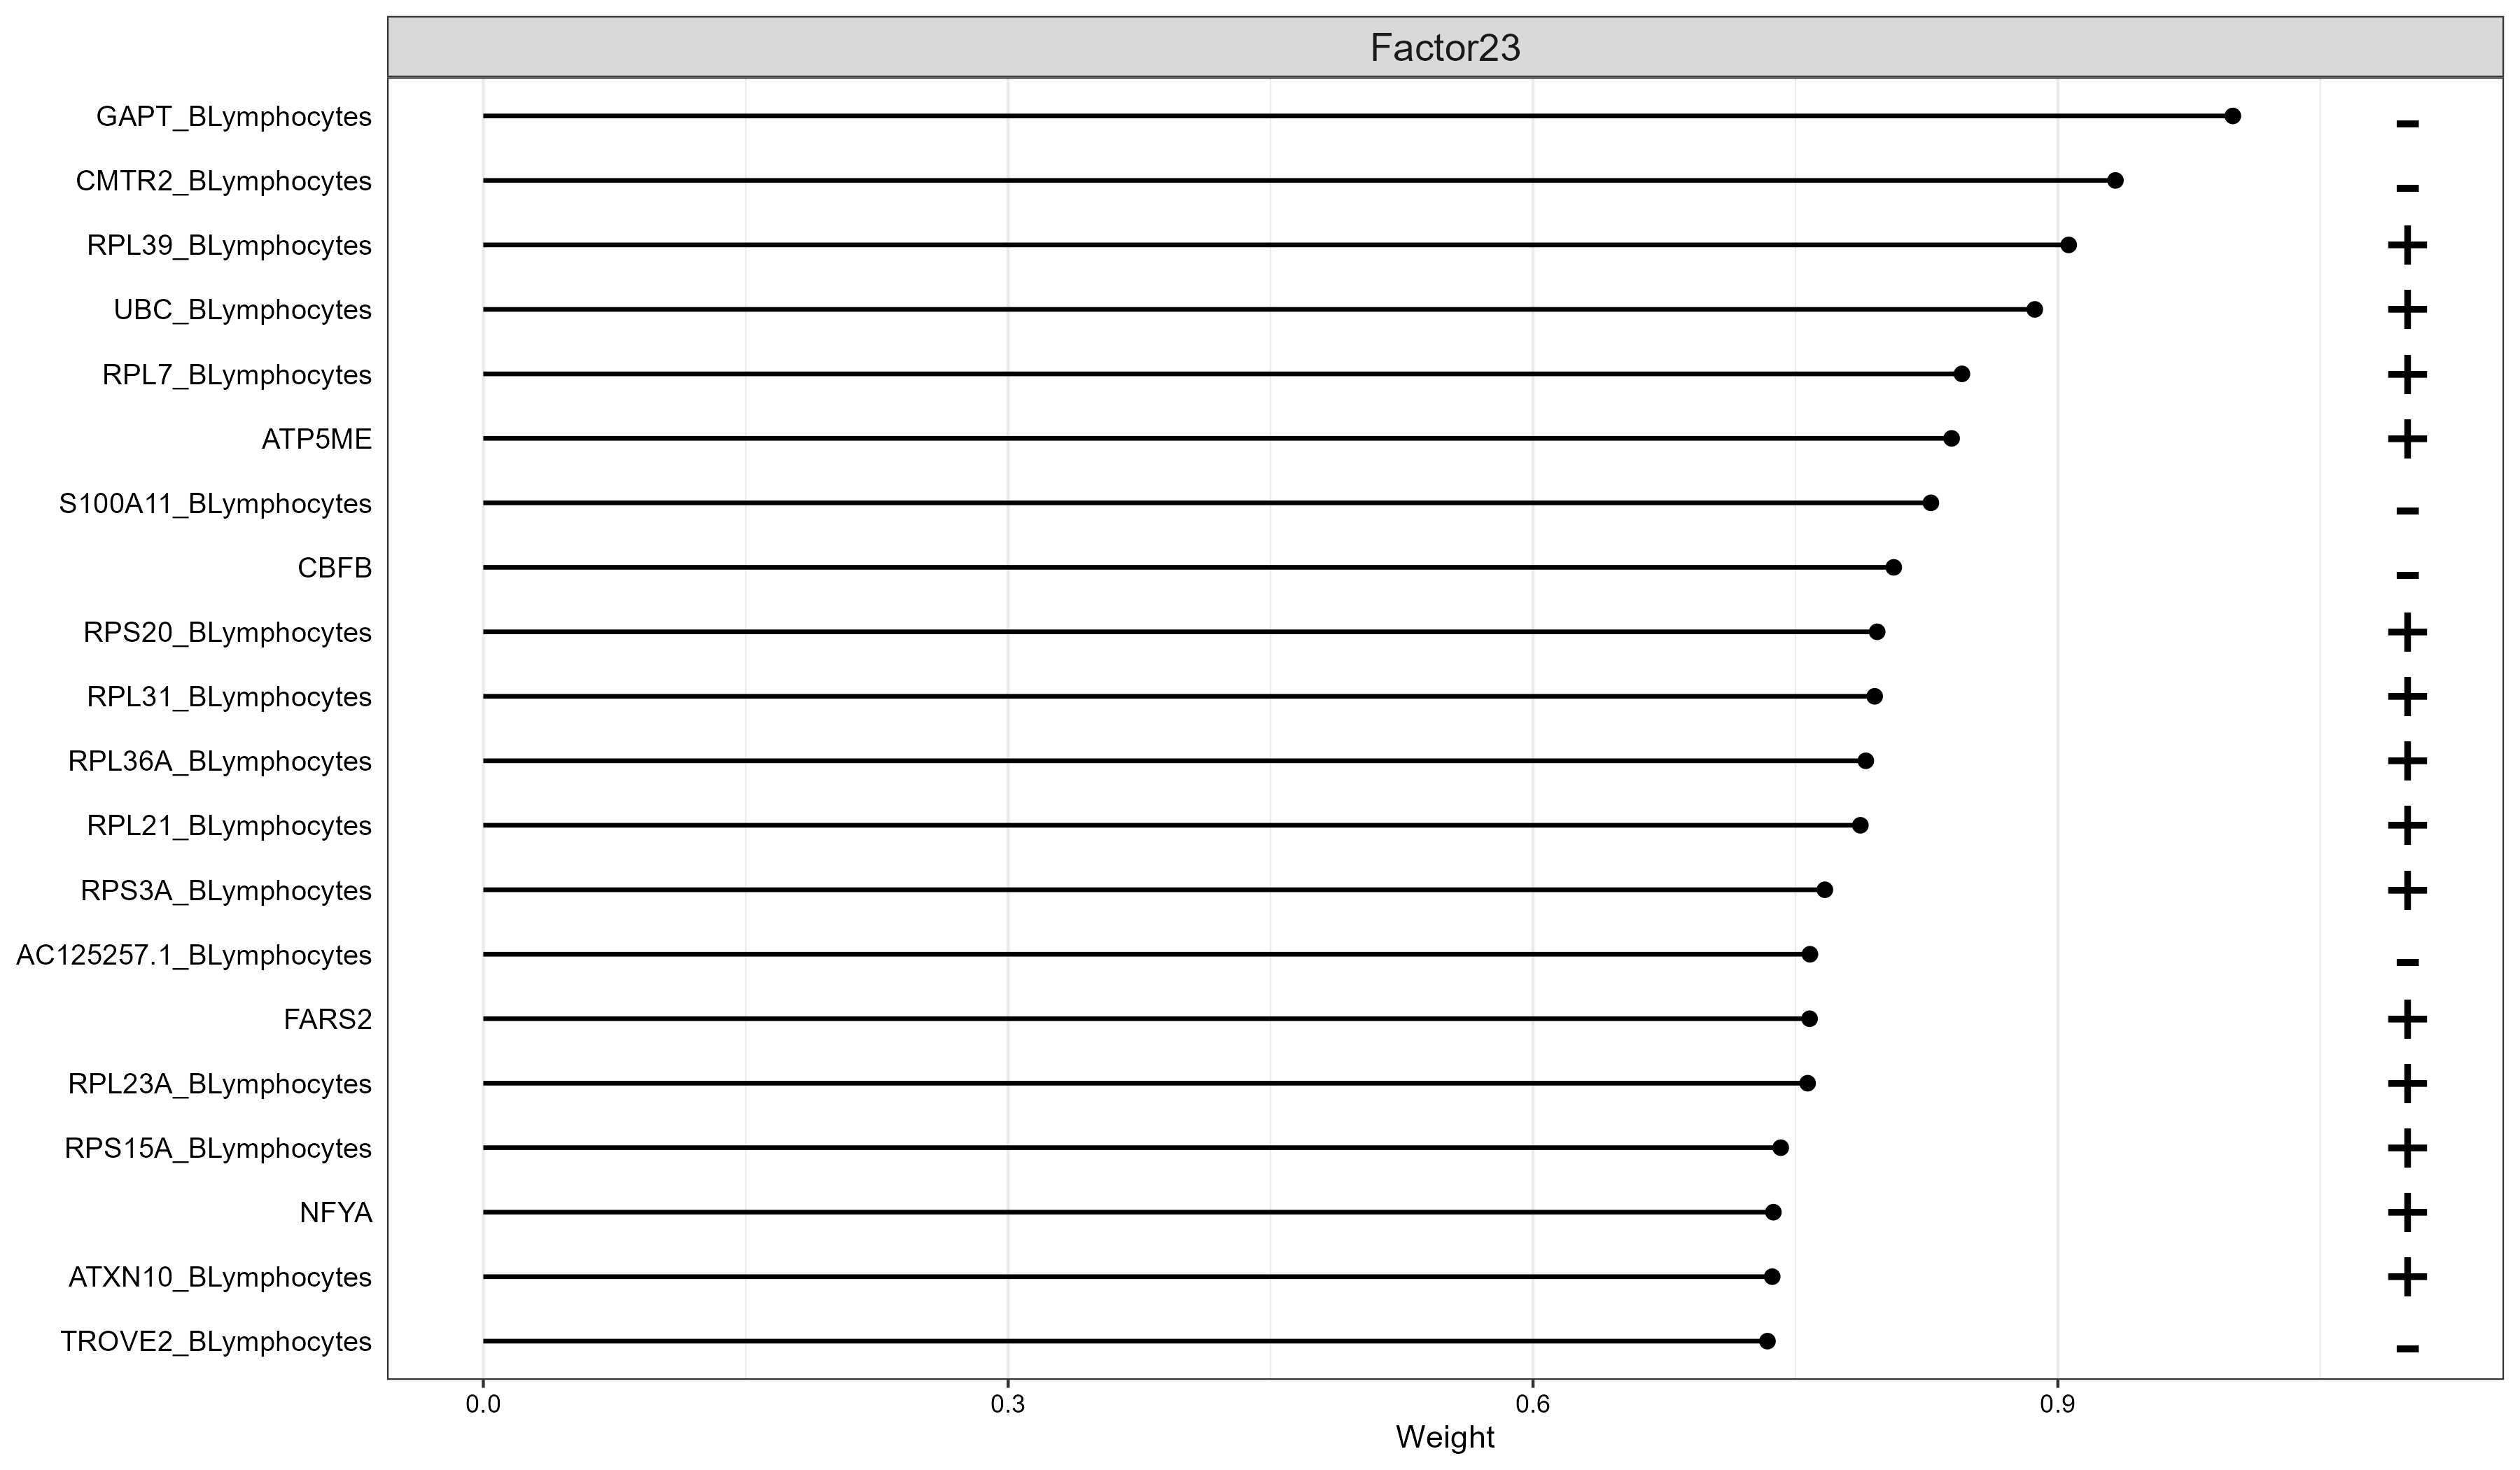 Factor23
GAPT_BLymphocytes -
CMTR2_BLymphocytes -
RPL39_BLymphocytes +
UBC_BLymphocytes +
RPL7_BLymphocytes +
ATP5ME +
S100A11_BLymphocytes -
CBFB -
RPS20_BLymphocytes +
RPL31_BLymphocytes +
RPL36A_BLymphocytes +
RPL21_BLymphocytes +
RPS3A_BLymphocytes +
AC125257.1_BLymphocytes -
FARS2 +
RPL23A_BLymphocytes +
RPS15A_BLymphocytes +
NFYA +
ATXN10_BLymphocytes +
TROVE2_BLymphocytes -
0.0 0.3 0.6 0.9
Weight